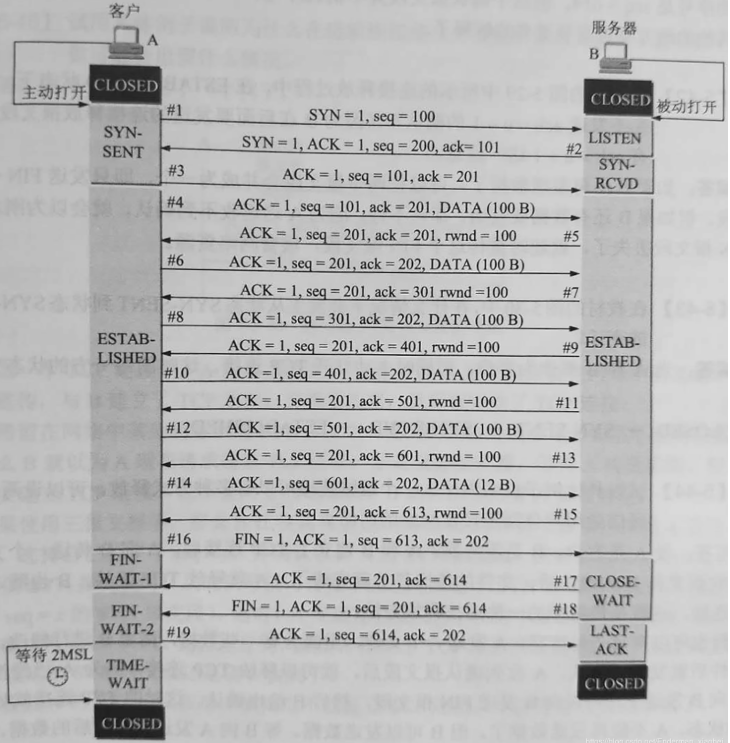 客户
A
服务器
B
CLOSED
CLOSED
主动打开
被动打开
#1
SYN = 1, seq = 100
SYN-
SENT
LISTEN
SYN = 1, ACK = 1, seq = 200, ack= 101
#2
SYN-
RCVD
#3
ACK = 1, seq = 101, ack = 201
#4
ACK = 1, seq = 101, ack = 201, DATA (100 B)
ACK = 1, seq = 201, ack = 201, rwnd = 100
#5
#6
ACK =1, seq = 201, ack = 202, DATA (100 B)
ACK = 1, seq = 201, ack = 301 rwnd =100
#7
#8
ACK =1, seq = 301, ack = 202, DATA (100 B)
ACK = 1, seq = 201, ack = 401, rwnd =100
#9
ESTAB-
LISHED
ESTAB-
LISHED
#10
ACK =1, seq = 401, ack =202, DATA (100 B)
ACK = 1, seq = 201, ack = 501, rwnd =100
#11
#12
ACK =1, seq = 501, ack = 202, DATA (100 B)
ACK = 1, seq = 201, ack = 601, rwnd = 100
#13
#14
ACK =1, seq = 601, ack = 202, DATA (12 B)
ACK = 1, seq = 201, ack = 613, rwnd = 100
#15
#16
FIN = 1, ACK = 1, seq = 613, ack = 202
FIN-
WAIT-1
ACK = 1, seq = 201, ack = 614
#17
CLOSE-
WAIT
FIN = 1, ACK = 1, seq = 201, ack = 614
#18
FIN-
WAIT-2
#19
ACK = 1, seq = 614, ack = 202
LAST-
ACK
等待 2MSL
TIME-
WAIT
CLOSED
CLOSED